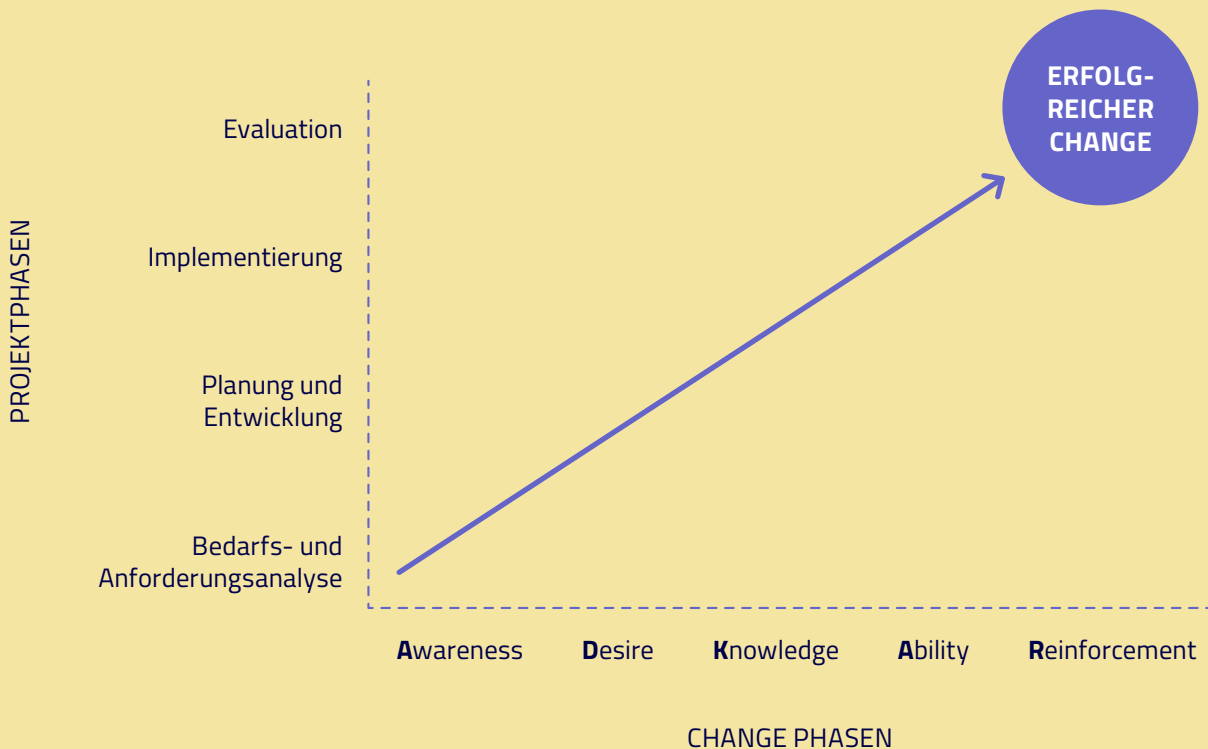 ERFOLG-
REICHER
CHANGE
PROJEKTPHASEN
Evaluation
Implementierung
Planung und
Entwicklung
Bedarfs- und
Anforderungsanalyse
Awareness Desire Knowledge Ability Reinforcement
CHANGE PHASEN